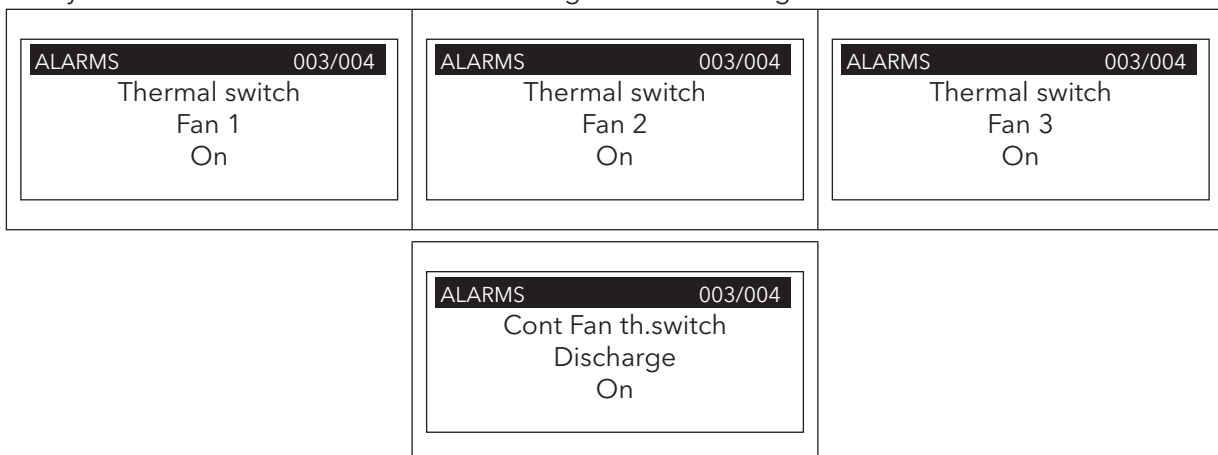 ALARMS 003/004
Thermal switch
Fan 1
On
ALARMS 003/004
Thermal switch
Fan 2
On
ALARMS 003/004
Thermal switch
Fan 3
On
ALARMS 003/004
Cont Fan th.switch
Discharge
On